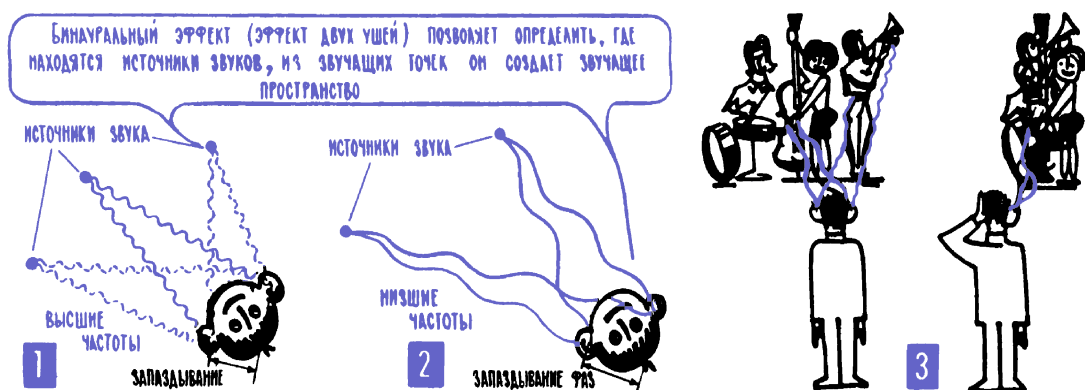 Бинауральный эффект (эффект двух ушей) позволяет определить, где
находятся источники звуков, из звучащих точек он создает звучащее
пространство
источники звука
источники звука
высшие
частоты
низшие
частоты
1
запаздывание
2
запаздывание фаз
3